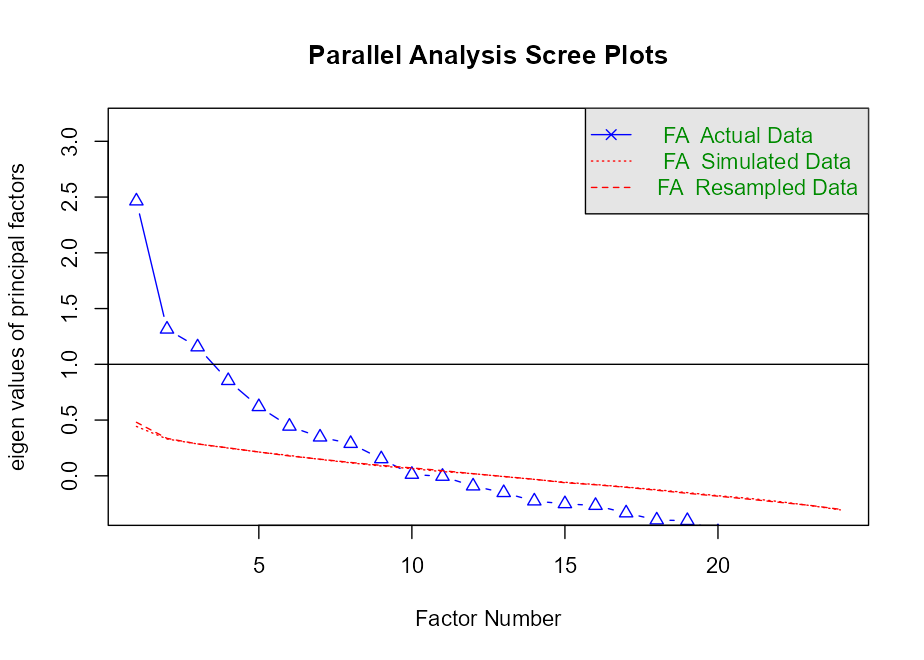 Parallel Analysis Scree Plots
eigen values of principal factors
3.0
2.5
2.0
1.5
1.0
0.5
0.0
FA Actual Data
FA Simulated Data
FA Resampled Data
5 10 15 20
Factor Number